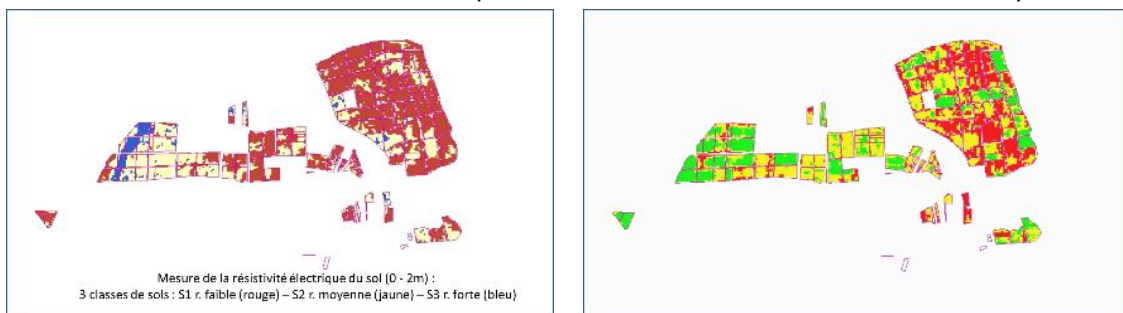 Mesure de la résistivité électrique du sol (0 - 2m) :
3 classes de sols : S1 r. faible (rouge) – S2 r. moyenne (jaune) – S3 r. forte (bleu)